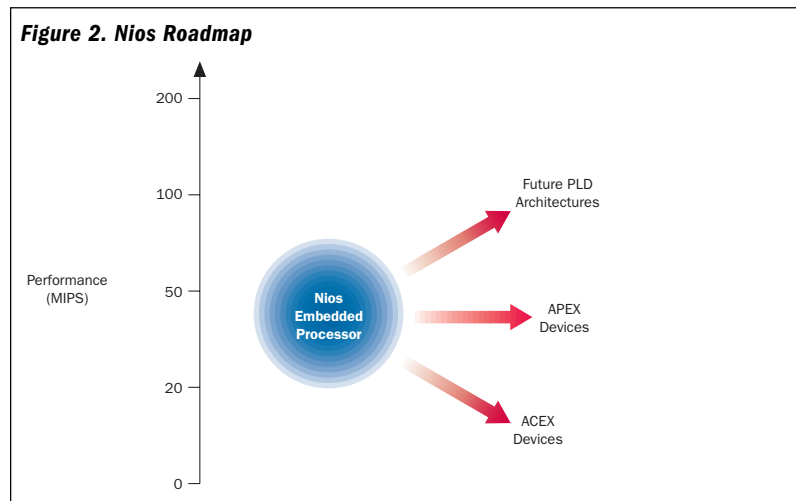 Figure 2. Nios Roadmap
200
100
50
20
0
Performance
(MIPS)
Nios
Embedded
Processor
Future PLD
Architectures
APEX
Devices
ACEX
Devices